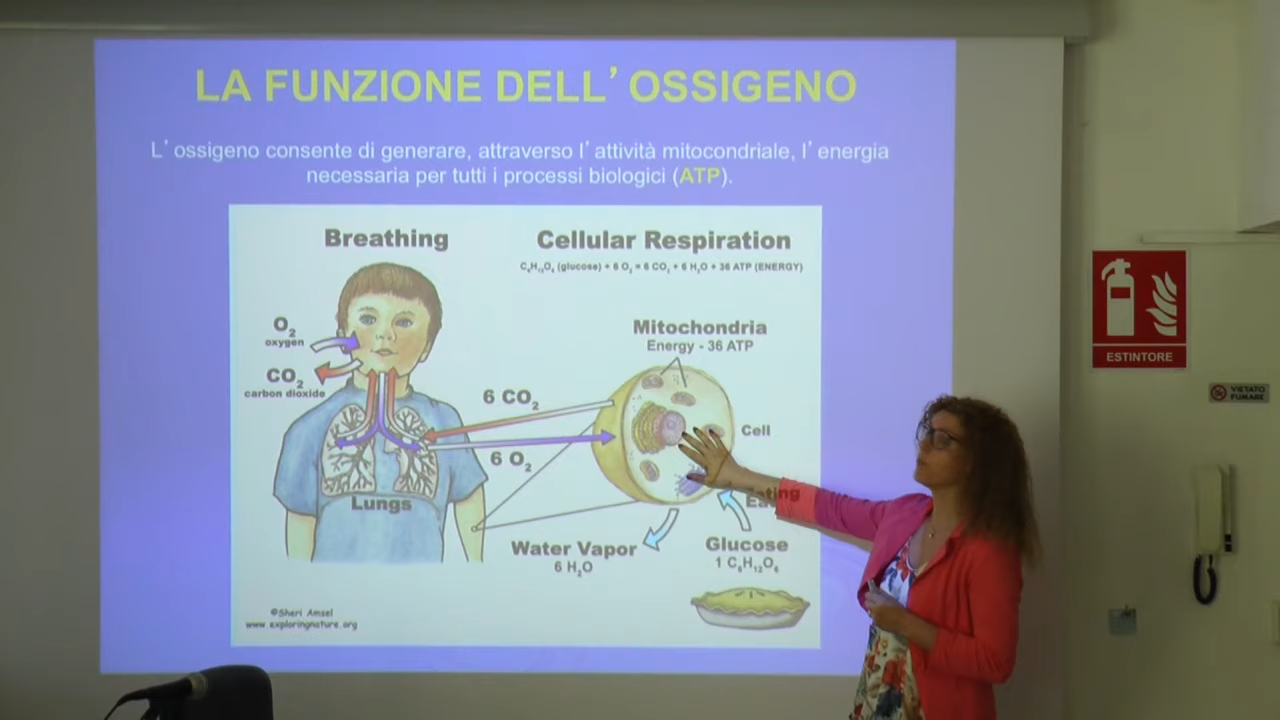 LA FUNZIONE DELL’ OSSIGENO
L’ ossigeno consente di generare, attraverso l’ attività mitocondriale, l’ energia
necessaria per tutti i processi biologici (ATP).
Breathing
Cellular Respiration
C₆H₁₂O₆ (glucose) + 6 O₂ = 6 CO₂ + 6 H₂O + 36 ATP (ENERGY)
O₂
oxygen
CO₂
carbon dioxide
Mitochondria
Energy - 36 ATP
6 CO₂
6 O₂
Cell
Lungs
Eating
Water Vapor
6 H₂O
Glucose
1 C₆H₁₂O₆
©Sheri Amsel
www.exploringnature.org
ESTINTORE
VIETATO
FUMARE